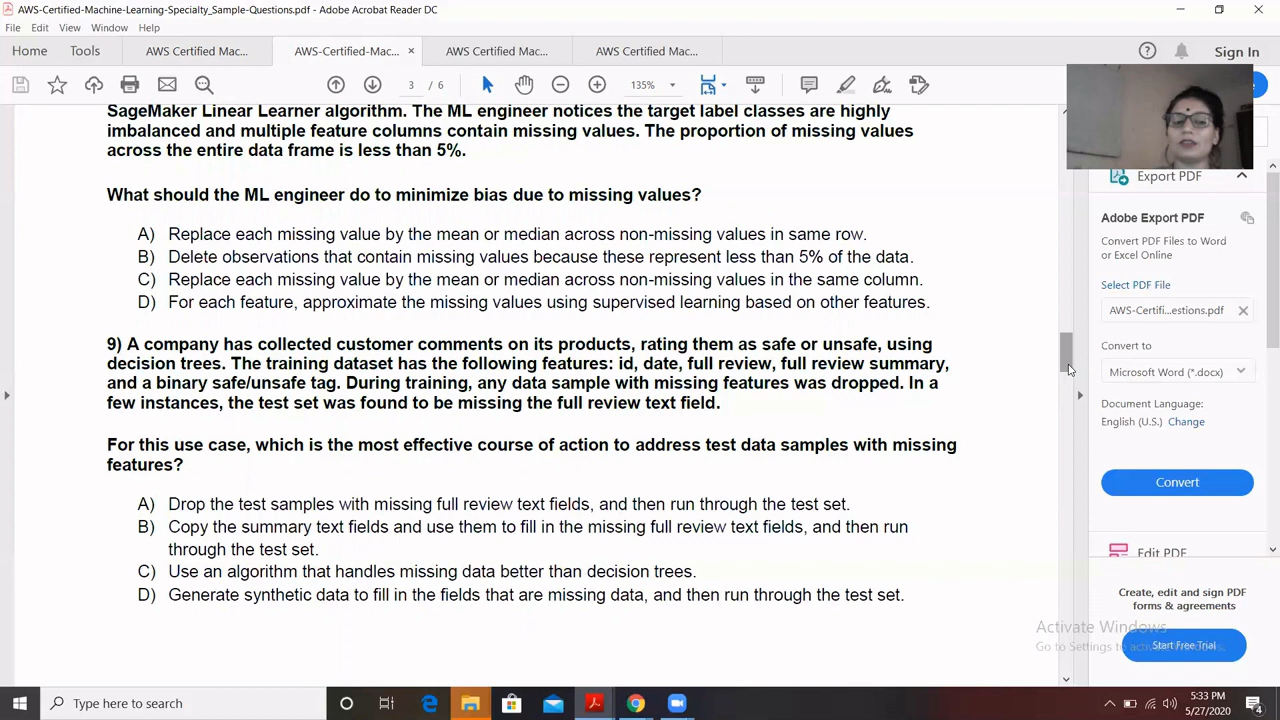 AWS-Certified-Machine-Learning-Specialty_Sample-Questions.pdf - Adobe Acrobat Reader DC
File Edit View Window Help
Home Tools AWS Certified Mac... AWS-Certified-Mac... × AWS Certified Mac... AWS Certified Mac... Sign In
3 / 6 135%
SageMaker Linear Learner algorithm. The ML engineer notices the target label classes are highly
imbalanced and multiple feature columns contain missing values. The proportion of missing values
across the entire data frame is less than 5%.
What should the ML engineer do to minimize bias due to missing values?
A) Replace each missing value by the mean or median across non-missing values in same row.
B) Delete observations that contain missing values because these represent less than 5% of the data.
C) Replace each missing value by the mean or median across non-missing values in the same column.
D) For each feature, approximate the missing values using supervised learning based on other features.
9) A company has collected customer comments on its products, rating them as safe or unsafe, using
decision trees. The training dataset has the following features: id, date, full review, full review summary,
and a binary safe/unsafe tag. During training, any data sample with missing features was dropped. In a
few instances, the test set was found to be missing the full review text field.
For this use case, which is the most effective course of action to address test data samples with missing
features?
A) Drop the test samples with missing full review text fields, and then run through the test set.
B) Copy the summary text fields and use them to fill in the missing full review text fields, and then run
through the test set.
C) Use an algorithm that handles missing data better than decision trees.
D) Generate synthetic data to fill in the fields that are missing data, and then run through the test set.
Export PDF
Adobe Export PDF
Convert PDF Files to Word
or Excel Online
Select PDF File
AWS-Certifi...estions.pdf
Convert to
Microsoft Word (*.docx)
Document Language:
English (U.S.) Change
Convert
Edit PDF
Create, edit and sign PDF
forms & agreements
Start Free Trial
Activate Windows
Go to Settings to activate Windows.
Type here to search
5:33 PM
5/27/2020
4